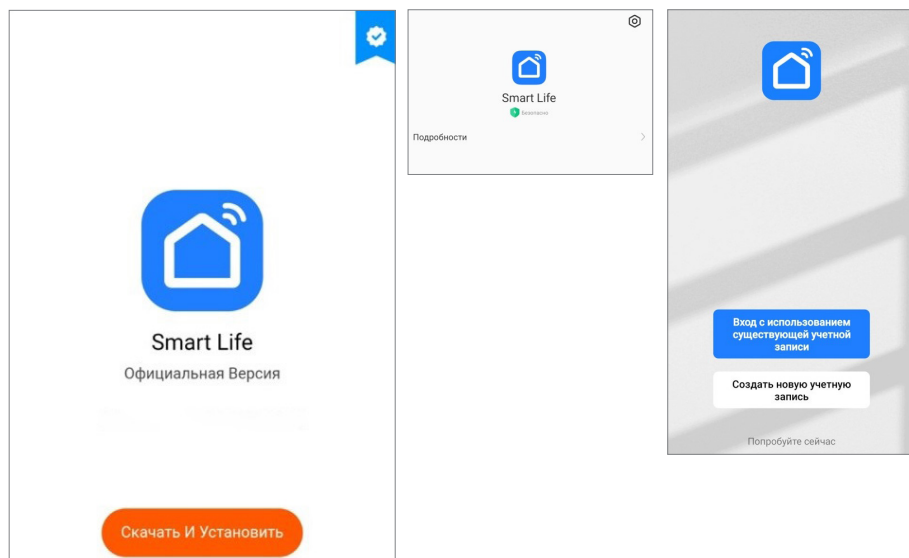 Smart Life
Официальная Версия
Скачать И Установить
Smart Life
Безопасно
Подробности
Вход с использованием
существующей учетной
записи
Создать новую учетную
запись
Попробуйте сейчас